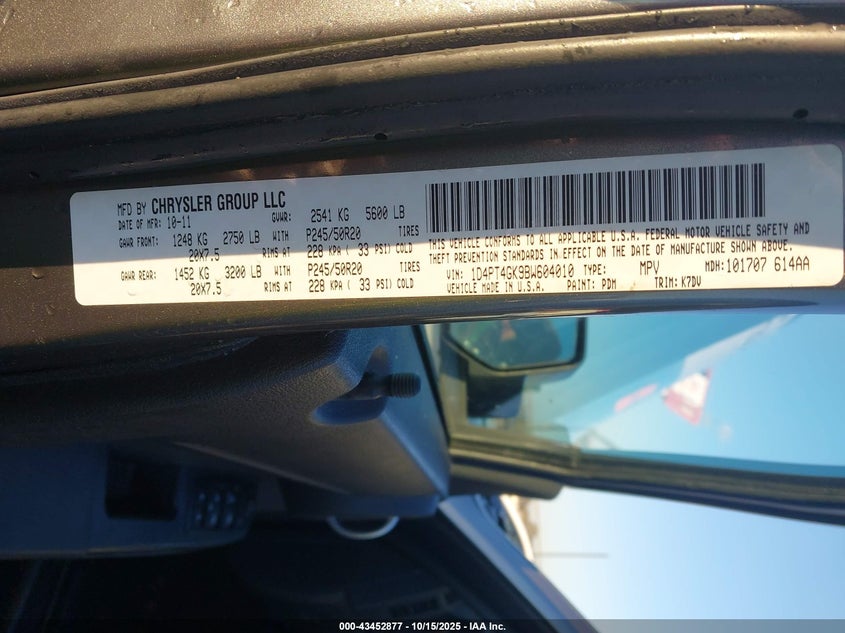 MFD BY CHRYSLER GROUP LLC
DATE OF MFR: 10-11 GVWR: 2541 KG 5600 LB
GAWR FRONT: 1248 KG 2750 LB WITH P245/50R20 TIRES
20X7.5 RIMS AT 228 KPA ( 33 PSI) COLD
GAWR REAR: 1452 KG 3200 LB WITH P245/50R20 TIRES
20X7.5 RIMS AT 228 KPA ( 33 PSI) COLD
THIS VEHICLE CONFORMS TO ALL APPLICABLE U.S.A. FEDERAL MOTOR VEHICLE SAFETY AND
THEFT PREVENTION STANDARDS IN EFFECT ON THE DATE OF MANUFACTURE SHOWN ABOVE.
VIN: 1D4PT4GK9BW604010 TYPE: MPV MDH: 101707 614AA
VEHICLE MADE IN U.S.A. PAINT: PDM TRIM: K7DV
000-43452877 - 10/15/2025 - IAA Inc.